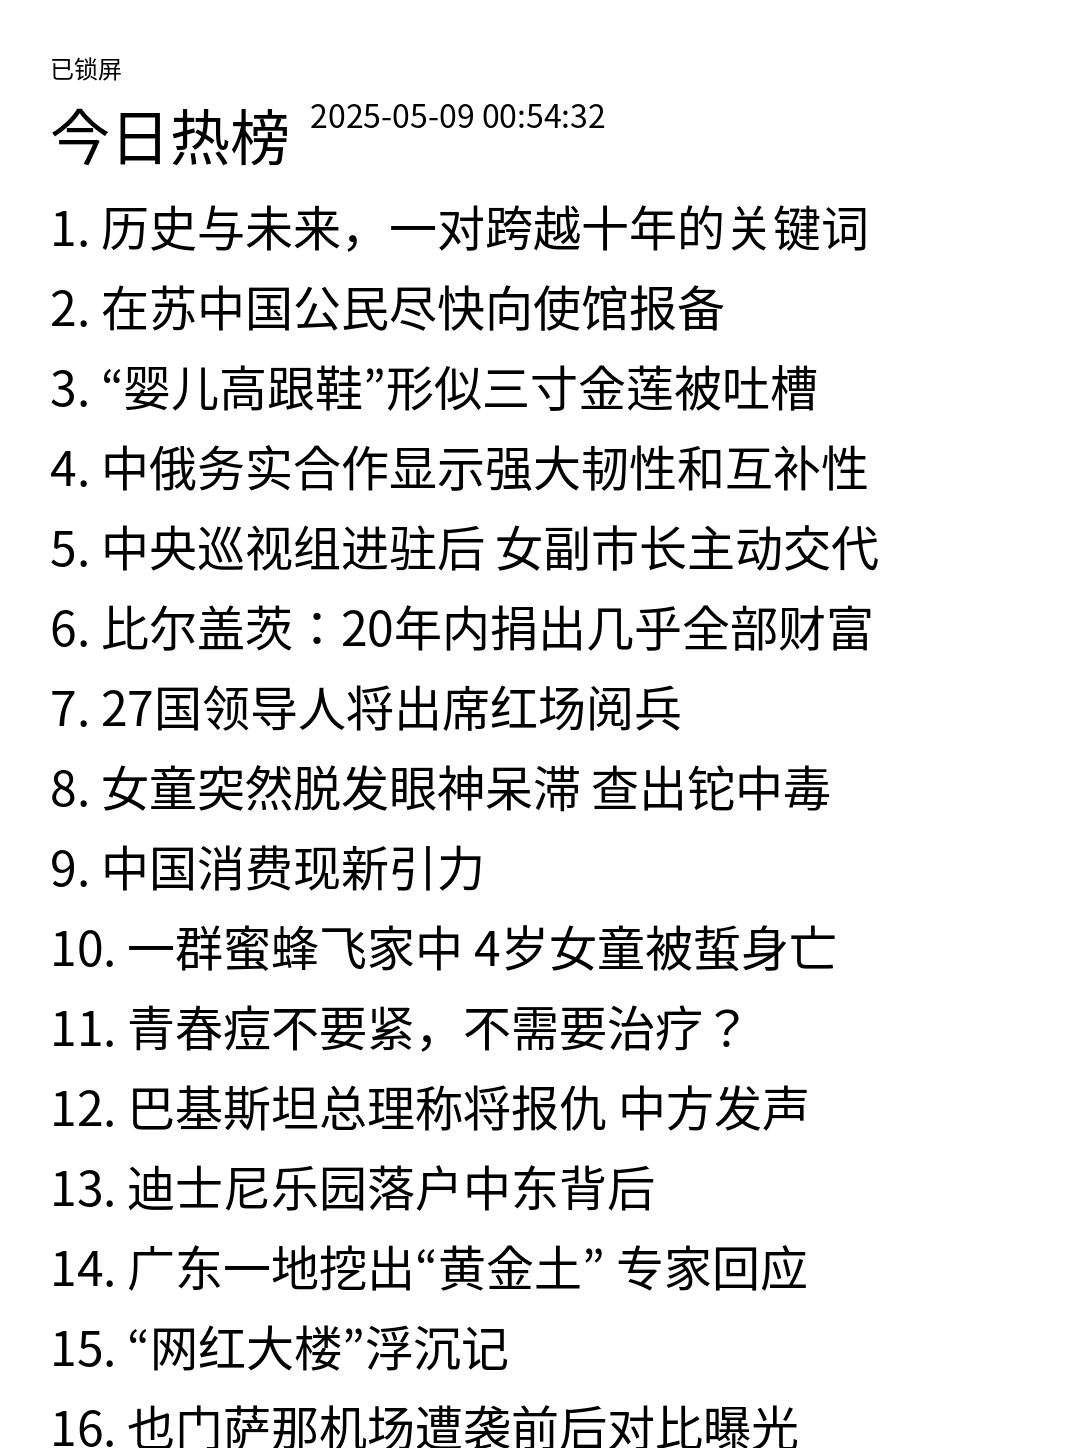 已锁屏
今日热榜 2025-05-09 00:54:32
1. 历史与未来，一对跨越十年的关键词
2. 在苏中国公民尽快向使馆报备
3. “婴儿高跟鞋”形似三寸金莲被吐槽
4. 中俄务实合作显示强大韧性和互补性
5. 中央巡视组进驻后 女副市长主动交代
6. 比尔盖茨：20年内捐出几乎全部财富
7. 27国领导人将出席红场阅兵
8. 女童突然脱发眼神呆滞 查出铊中毒
9. 中国消费现新引力
10. 一群蜜蜂飞家中 4岁女童被蜇身亡
11. 青春痘不要紧，不需要治疗？
12. 巴基斯坦总理称将报仇 中方发声
13. 迪士尼乐园落户中东背后
14. 广东一地挖出“黄金土” 专家回应
15. “网红大楼”浮沉记
16. 也门萨那机场遭袭前后对比曝光